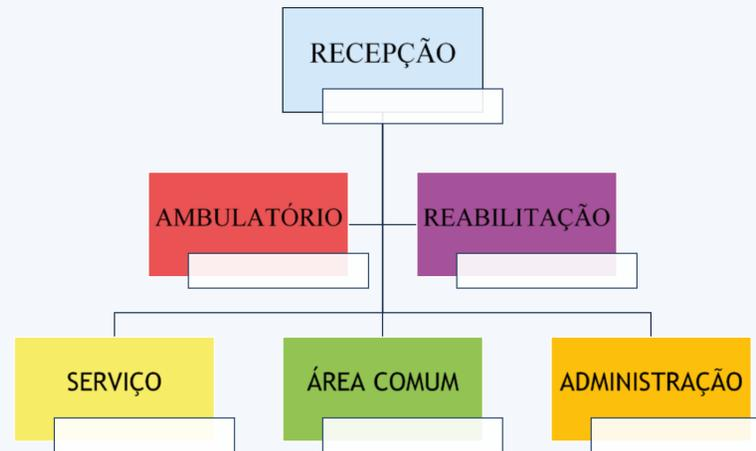 RECEPÇÃO
AMBULATÓRIO
REABILITAÇÃO
SERVIÇO
ÁREA COMUM
ADMINISTRAÇÃO